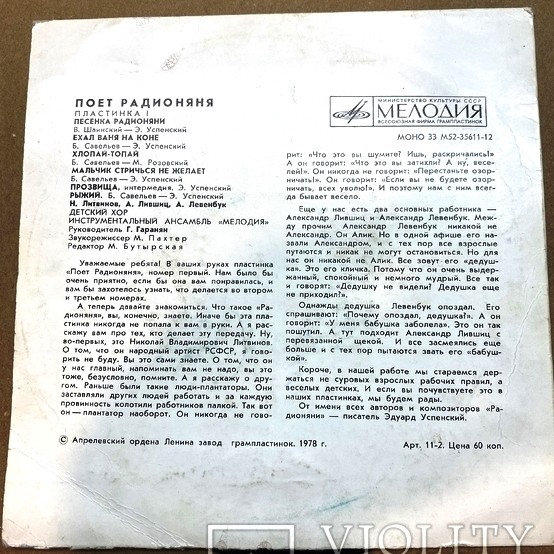 МИНИСТЕРСТВО КУЛЬТУРЫ СССР
МЕЛОДИЯ
ВСЕСОЮЗНАЯ ФИРМА ГРАМПЛАСТИНОК
МОНО 33 М52-35611-12
ПОЕТ РАДИОНЯНЯ
ПЛАСТИНКА I
ПЕСЕНКА РАДИОНЯНИ
В. Шаинский — Э. Успенский
ЕХАЛ ВАНЯ НА КОНЕ
Б. Савельев — Э. Успенский
ХЛОПАЙ-ТОПАЙ
Б. Савельев — М. Розовский
МАЛЬЧИК СТРИЧЬСЯ НЕ ЖЕЛАЕТ
Б. Савельев — Э. Успенский
ПРОЗВИЩА, интермедия, Э. Успенский
РЫЖИЙ, Б. Савельев — Э. Успенский
Н. Литвинов, А. Лившиц, А. Левенбук
ДЕТСКИЙ ХОР
ИНСТРУМЕНТАЛЬНЫЙ АНСАМБЛЬ «МЕЛОДИЯ»
Руководитель Г. Гаранян
Звукорежиссер М. Пахтер
Редактор М. Бутырская
Уважаемые ребята! В ваших руках пластинка
«Поет Радионяня», номер первый. Нам было бы
очень приятно, если бы она вам понравилась, и
вам бы захотелось узнать, что делается во втором
и третьем номерах.
А теперь давайте знакомиться. Что такое «Ра-
дионяня», вы, конечно, знаете. Иначе бы эта пла-
стинка никогда не попала к вам в руки. А я рас-
скажу вам про тех, кто делает эту передачу. Ну,
во-первых, это Николай Владимирович Литвинов.
О том, что он народный артист РСФСР, я гово-
рить не буду. Вы это сами знаете. О том, что он
у нас главный, напоминать вам не надо, вы это
тоже, безусловно, помните. А я расскажу о дру-
гом. Раньше были такие люди-плантаторы. Они
заставляли других людей работать и за каждую
провинность колотили работников палкой. Так вот
он — плантатор наоборот. Он никогда не гово-
рит: «Что это вы шумите? Ишь, раскричались!»
А он говорит: «Что это вы затихли? А ну, весе-
лей!». Он никогда не говорит: «Перестаньте озор-
ничать!». Он говорит: «Если вы не будете озорни-
чать, всех уволю!» И поэтому нам с ним всег-
да бывает весело.
Еще у нас есть два основных работника —
Александр Лившиц и Александр Левенбук. Меж-
ду прочим Александр Левенбук никакой не
Александр. Он Алик. Но в одной афише его на-
звали Александром, и с тех пор все взрослые
путаются и никак не могут остановиться. Но для
нас он никакой не Алик. Все зовут его «дедуш-
ка». Это его кличка. Потому что он очень выдер-
жанный, спокойный и немного мудрый. Все так
и говорят: «Дедушку не видели? Дедушка еще
не приходил?».
Однажды дедушка Левенбук опоздал. Его
спрашивают: «Почему опоздал, дедушка?». А он
отвечает: «У меня бабушка заболела». Это он так
пошутил. А тут подходит Александр Лившиц с
перевязанной щекой. И все засмеялись еще
больше и с тех пор пытаются звать его «бабуш-
кой».
Короче, в нашей работе мы стараемся дер-
жаться не суровых взрослых рабочих правил, а
веселых детских. И если вы почувствуете это в
наших пластинках, мы будем рады.
От имени всех авторов и композиторов «Ра-
дионяни» — писатель Эдуард Успенский.
© Апрелевский ордена Ленина завод грампластинок. 1978 г.
Арт. 11-2. Цена 60 коп.
VIOLITY